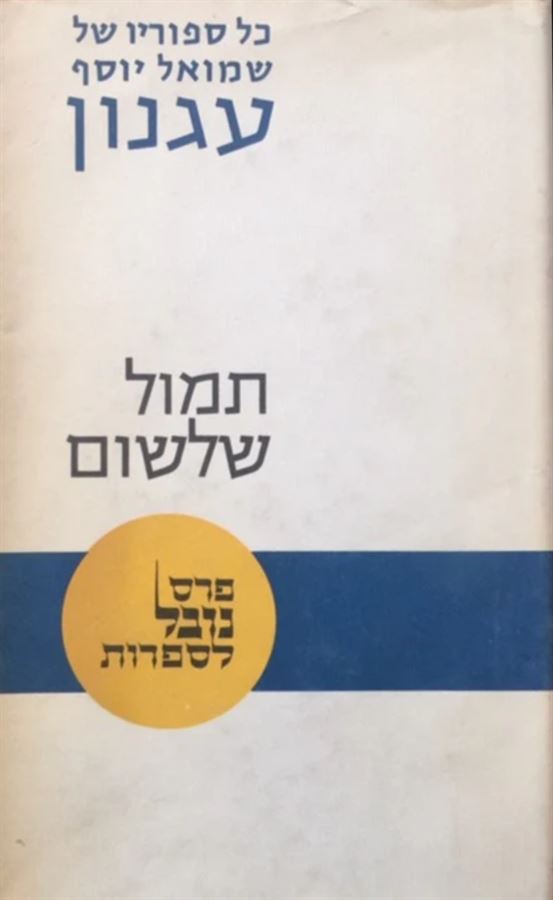 כל ספוריו של
שמואל יוסף
עגנון
תמול
שלשום
פרס
נובל
לספרות